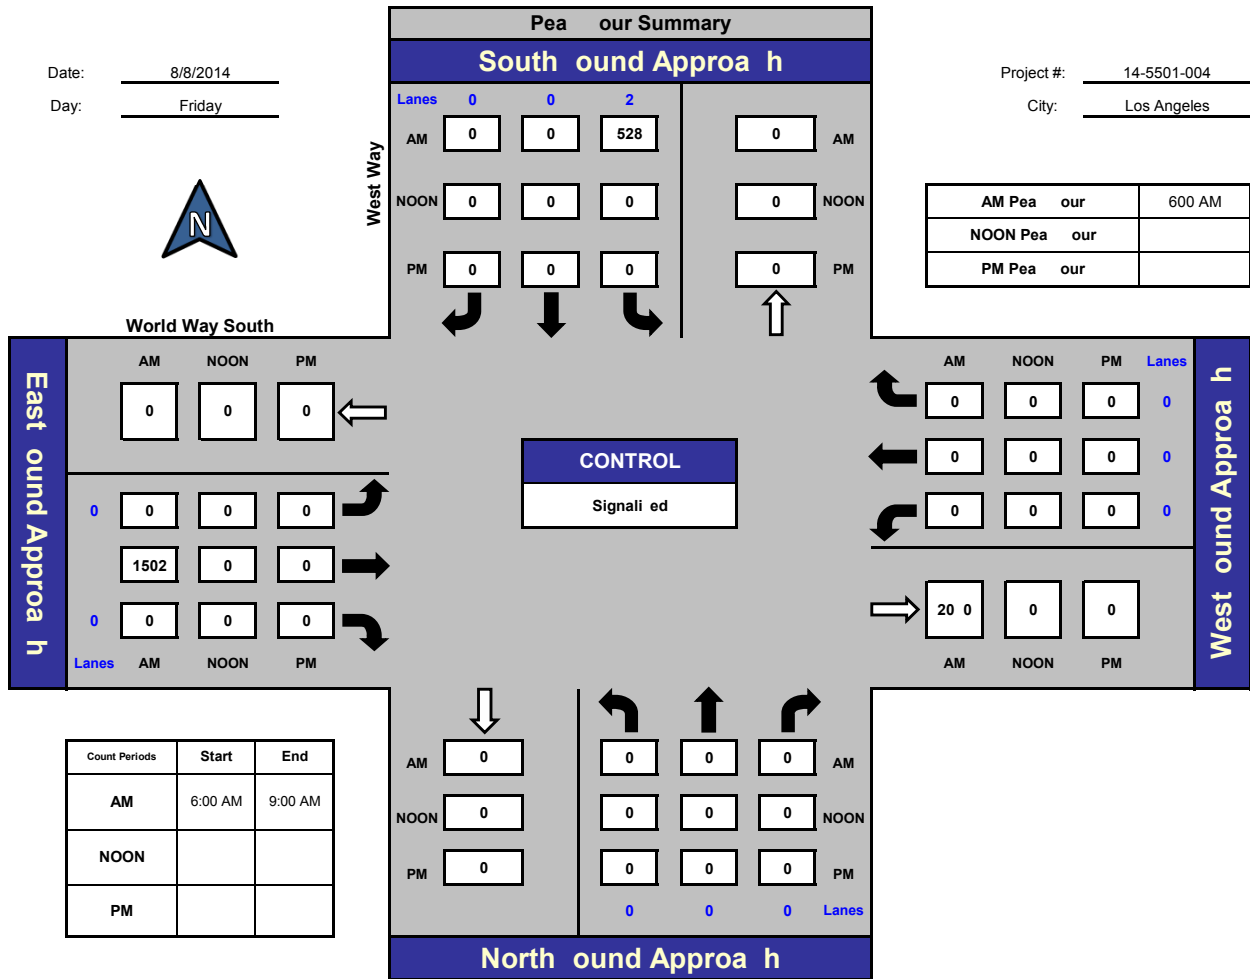 Pea our Summary
South ound Approa h
Date: 8/8/2014
Day: Friday
Project #: 14-5501-004
City: Los Angeles
N
West Way
Lanes 0 0 2
AM 0 0 528 0 AM
NOON 0 0 0 0 NOON
PM 0 0 0 0 PM
AM Pea our 600 AM
NOON Pea our
PM Pea our
World Way South
East ound Approa h
AM NOON PM
0 0 0
0 0 0 0
1502 0 0
0 0 0 0
Lanes AM NOON PM
CONTROL
Signali ed
AM NOON PM Lanes
0 0 0 0
0 0 0 0
0 0 0 0
20 0 0 0
AM NOON PM
West ound Approa h
Count Periods Start End
AM 6:00 AM 9:00 AM
NOON
PM
AM 0 0 0 0 AM
NOON 0 0 0 0 NOON
PM 0 0 0 0 PM
0 0 0 Lanes
North ound Approa h